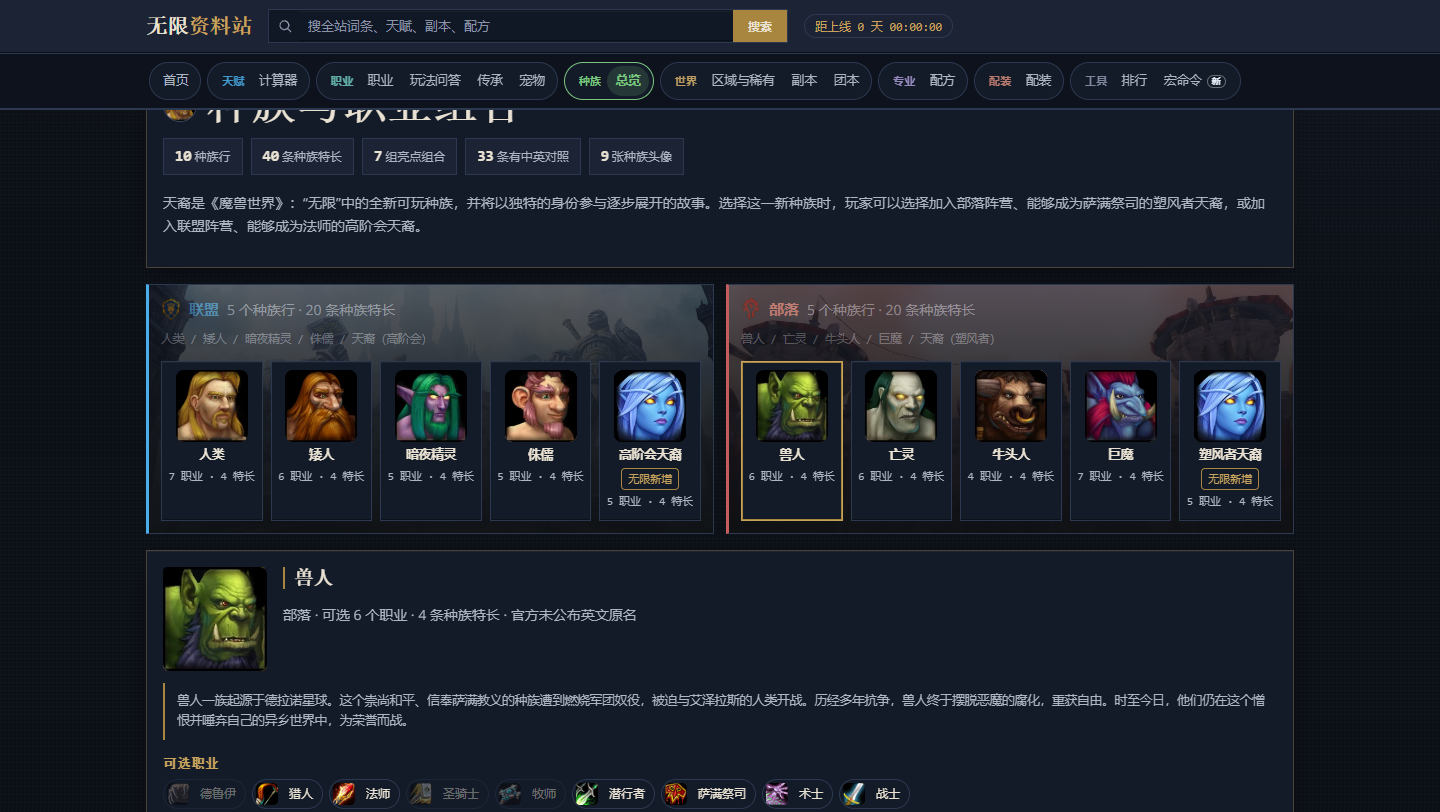 无限资料站
搜全站词条、天赋、副本、配方
搜索
距上线 0 天 00:00:00
首页
天赋 计算器
职业 职业 玩法问答 传承 宠物
种族 总览
世界 区域与稀有 副本 团本
专业 配方
配装 配装
工具 排行 宏命令 新
种族与职业组合
10 种族行
40 条种族特长
7 组亮点组合
33 条有中英对照
9 张种族头像
天裔是《魔兽世界》：“无限”中的全新可玩种族，并将以独特的身份参与逐步展开的故事。选择这一新种族时，玩家可以选择加入部落阵营、能够成为萨满祭司的塑风者天裔，或加
入联盟阵营、能够成为法师的高阶会天裔。
联盟 5 个种族行 · 20 条种族特长
人类 / 矮人 / 暗夜精灵 / 侏儒 / 天裔（高阶会）
人类
7 职业 · 4 特长
矮人
6 职业 · 4 特长
暗夜精灵
5 职业 · 4 特长
侏儒
5 职业 · 4 特长
高阶会天裔
无限新增
5 职业 · 4 特长
部落 5 个种族行 · 20 条种族特长
兽人 / 亡灵 / 牛头人 / 巨魔 / 天裔（塑风者）
兽人
6 职业 · 4 特长
亡灵
6 职业 · 4 特长
牛头人
4 职业 · 4 特长
巨魔
7 职业 · 4 特长
塑风者天裔
无限新增
5 职业 · 4 特长
兽人
部落 · 可选 6 个职业 · 4 条种族特长 · 官方未公布英文原名
兽人一族起源于德拉诺星球。这个崇尚和平、信奉萨满教义的种族遭到燃烧军团奴役，被迫与艾泽拉斯的人类开战。历经多年抗争，兽人终于摆脱恶魔的腐化，重获自由。时至今日，他们仍在这个憎
恨并唾弃自己的异乡世界中，为荣誉而战。
可选职业
德鲁伊
猎人
法师
圣骑士
牧师
潜行者
萨满祭司
术士
战士